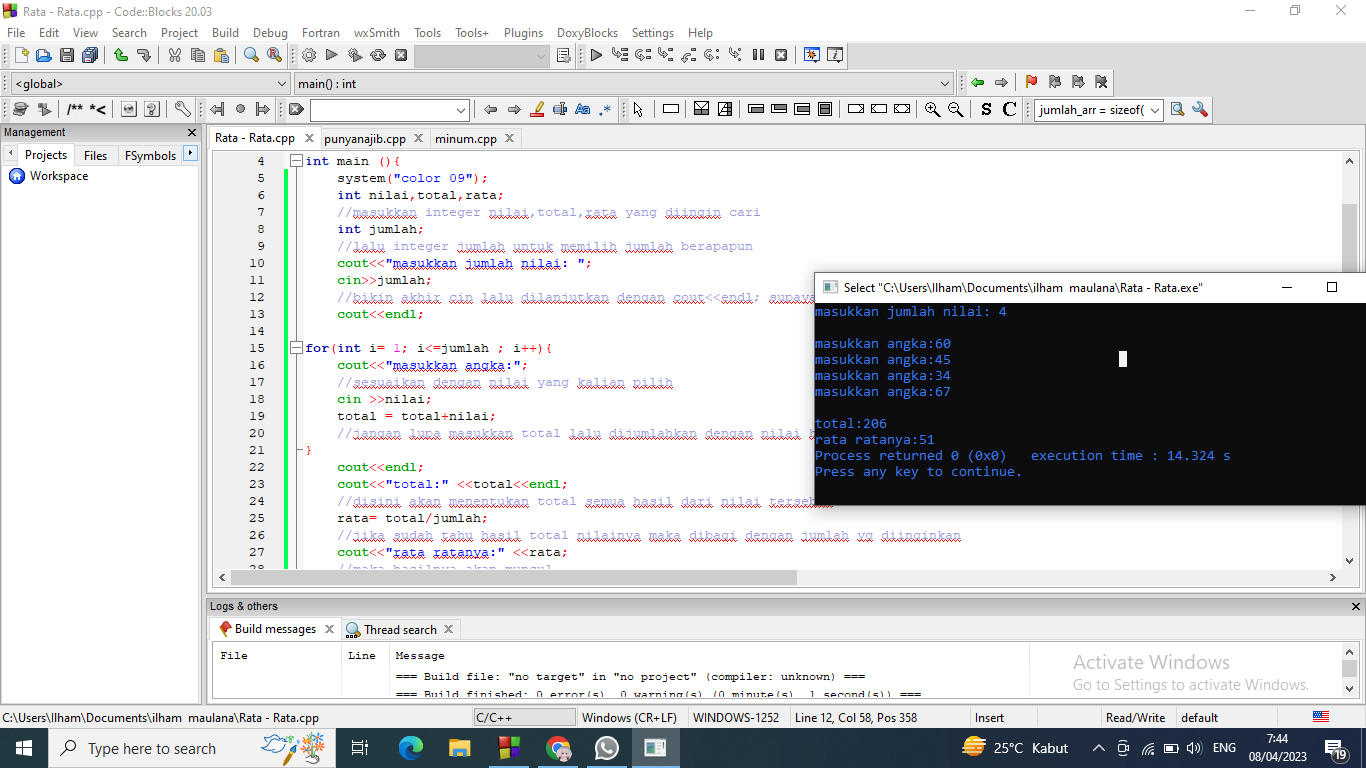 Rata - Rata.cpp - Code::Blocks 20.03
File Edit View Search Project Build Debug Fortran wxSmith Tools Tools+ Plugins DoxyBlocks Settings Help
<global> main() : int
/** *< Aa .* S C jumlah_arr = sizeof(
Management
Projects Files FSymbols
Workspace
Rata - Rata.cpp punyanajib.cpp minum.cpp
4 int main (){
5 system("color 09");
6 int nilai,total,rata;
7 //masukkan integer nilai,total,rata yang diingin cari
8 int jumlah;
9 //lalu integer jumlah untuk memilih jumlah berapapun
10 cout<<"masukkan jumlah nilai: ";
11 cin>>jumlah;
12 //bikin akhir cin lalu dilanjutkan dengan cout<<endl; supaya
13 cout<<endl;
14
15 for(int i= 1; i<=jumlah ; i++){
16 cout<<"masukkan angka:";
17 //sesuaikan dengan nilai yang kalian pilih
18 cin >>nilai;
19 total = total+nilai;
20 //jangan lupa masukkan total lalu dijumlahkan dengan nilai
21 }
22 cout<<endl;
23 cout<<"total:" <<total<<endl;
24 //disini akan menentukan total semua hasil dari nilai
25 rata= total/jumlah;
26 //jika sudah tahu hasil total nilainya maka dibagi dengan jumlah yg diinginkan
27 cout<<"rata ratanya:" <<rata;
28 //maka hasilnya akan muncul
Select "C:\Users\Ilham\Documents\ilham maulana\Rata - Rata.exe"
masukkan jumlah nilai: 4
masukkan angka:60
masukkan angka:45
masukkan angka:34
masukkan angka:67
total:206
rata ratanya:51
Process returned 0 (0x0) execution time : 14.324 s
Press any key to continue.
Logs & others
Build messages Thread search
File Line Message
=== Build file: "no target" in "no project" (compiler: unknown) ===
=== Build finished: 0 error(s), 0 warning(s) (0 minute(s), 1 second(s)) ===
Activate Windows
Go to Settings to activate Windows.
C:\Users\Ilham\Documents\ilham maulana\Rata - Rata.cpp C/C++ Windows (CR+LF) WINDOWS-1252 Line 12, Col 58, Pos 358 Insert Read/Write default
Type here to search
25°C Kabut ENG 7:44
08/04/2023
19